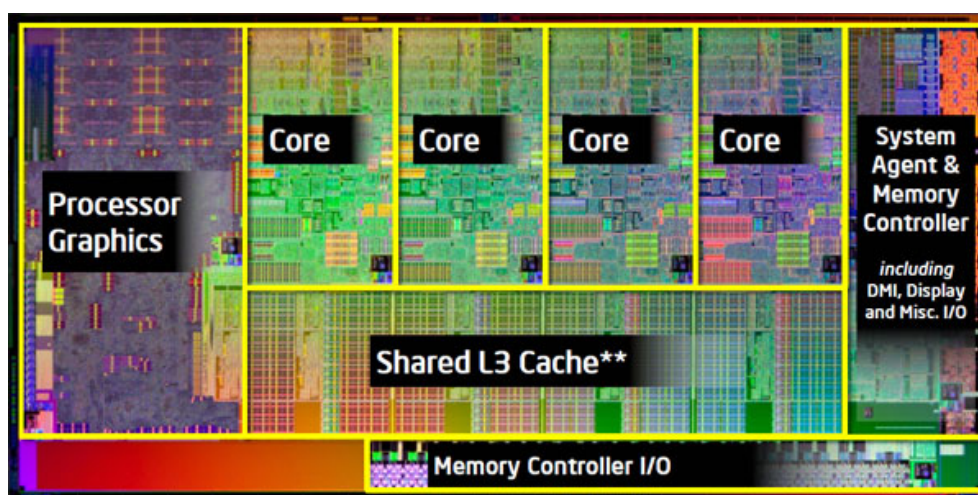 Processor
Graphics
Core
Core
Core
Core
System
Agent &
Memory
Controller
including
DMI, Display
and Misc. I/O
Shared L3 Cache**
Memory Controller I/O